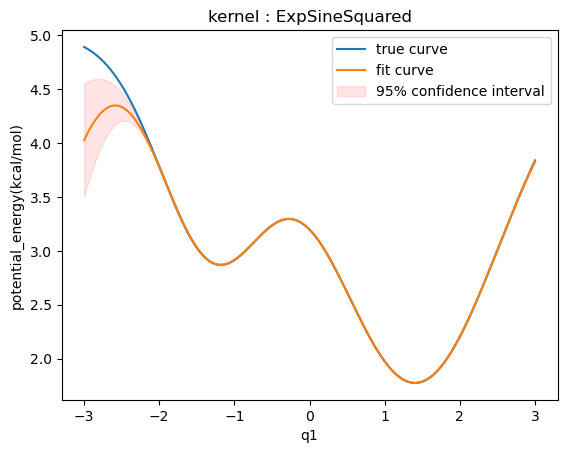 kernel : ExpSineSquared
true curve
fit curve
95% confidence interval
potential_energy(kcal/mol)
5.0
4.5
4.0
3.5
3.0
2.5
2.0
−3
−2
−1
0
1
2
3
q1